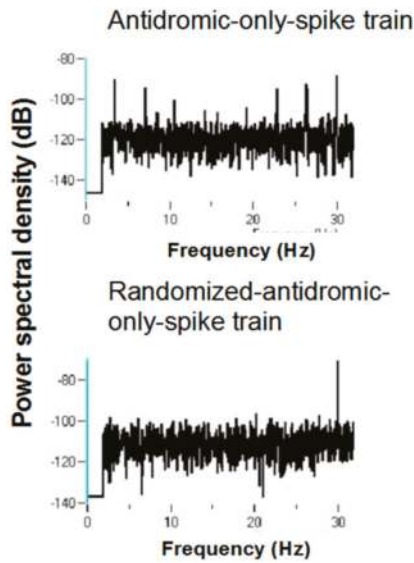 Antidromic-only-spike train
Power spectral density (dB)
-80
-100
-120
-140
0
10
20
30
Frequency (Hz)
Randomized-antidromic-
only-spike train
-80
-100
-120
-140
0
10
20
30
Frequency (Hz)